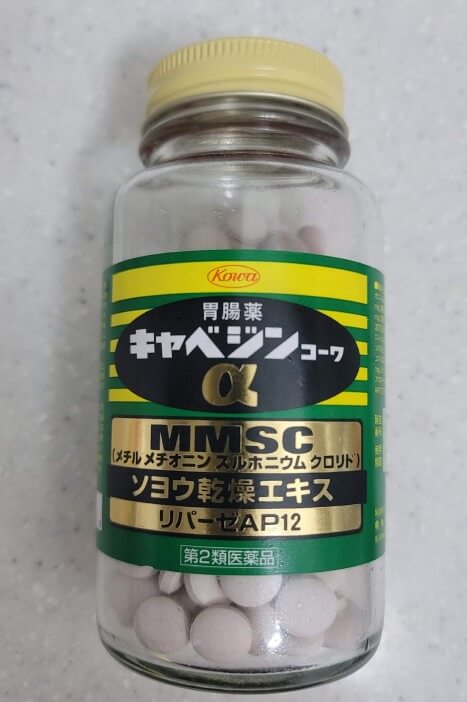 Kowa
胃腸薬
キャベジンコーワ
α
MMSC
(メチルメチオニンスルホニウムクロリド)
ソヨウ乾燥エキス
リパーゼAP12
第2類医薬品